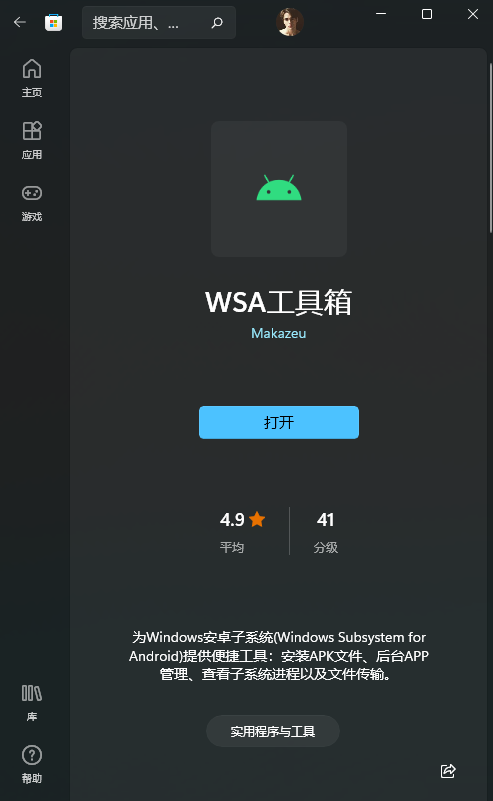 搜索应用、...
主页
应用
游戏
WSA工具箱
Makazeu
打开
4.9
平均
41
分级
为Windows安卓子系统(Windows Subsystem for
Android)提供便捷工具：安装APK文件、后台APP
管理、查看子系统进程以及文件传输。
实用程序与工具
库
帮助